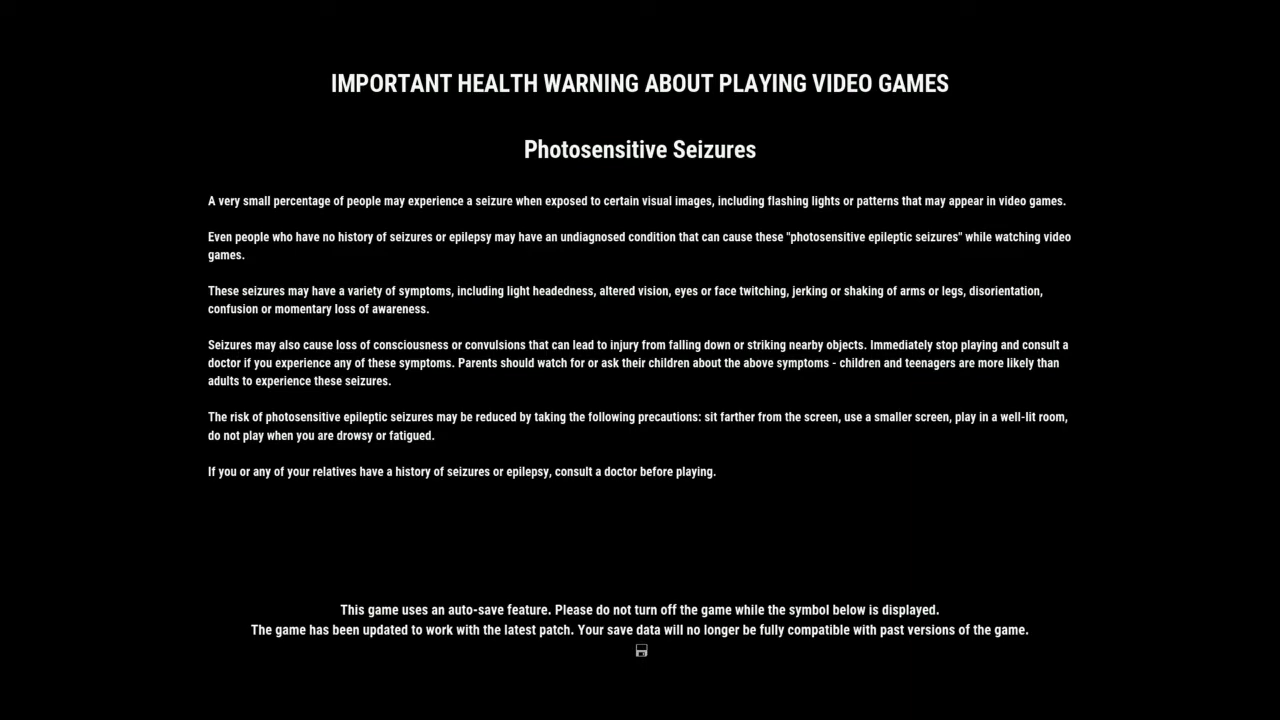 IMPORTANT HEALTH WARNING ABOUT PLAYING VIDEO GAMES
Photosensitive Seizures
A very small percentage of people may experience a seizure when exposed to certain visual images, including flashing lights or patterns that may appear in video games.
Even people who have no history of seizures or epilepsy may have an undiagnosed condition that can cause these "photosensitive epileptic seizures" while watching video
games.
These seizures may have a variety of symptoms, including light headedness, altered vision, eyes or face twitching, jerking or shaking of arms or legs, disorientation,
confusion or momentary loss of awareness.
Seizures may also cause loss of consciousness or convulsions that can lead to injury from falling down or striking nearby objects. Immediately stop playing and consult a
doctor if you experience any of these symptoms. Parents should watch for or ask their children about the above symptoms - children and teenagers are more likely than
adults to experience these seizures.
The risk of photosensitive epileptic seizures may be reduced by taking the following precautions: sit farther from the screen, use a smaller screen, play in a well-lit room,
do not play when you are drowsy or fatigued.
If you or any of your relatives have a history of seizures or epilepsy, consult a doctor before playing.
This game uses an auto-save feature. Please do not turn off the game while the symbol below is displayed.
The game has been updated to work with the latest patch. Your save data will no longer be fully compatible with past versions of the game.